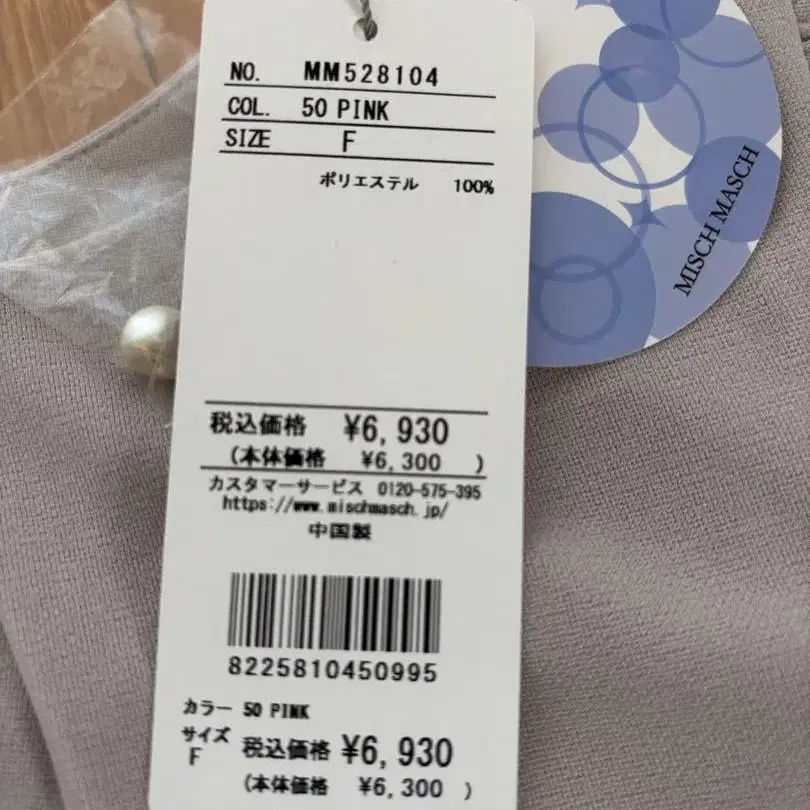 NO. MM528104
COL. 50 PINK
SIZE F
ポリエステル 100%
MISCH MASCH
税込価格 ¥6,930
(本体価格 ¥6,300 )
カスタマーサービス 0120-575-395
https://www.mischmasch.jp/
中国製
8225810450995
カラー 50 PINK
サイズ F
税込価格 ¥6,930
(本体価格 ¥6,300 )